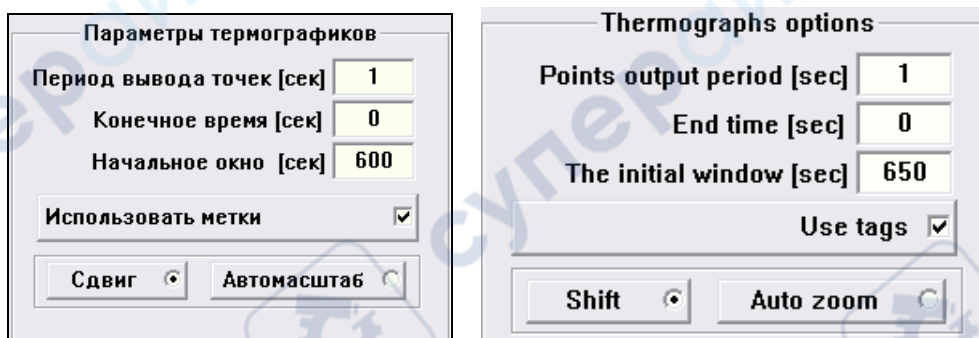 Параметры термографиков
Период вывода точек [сек] 1
Конечное время [сек] 0
Начальное окно [сек] 600
Использовать метки
Сдвиг Автомасштаб
Thermographs options
Points output period [sec] 1
End time [sec] 0
The initial window [sec] 650
Use tags
Shift Auto zoom